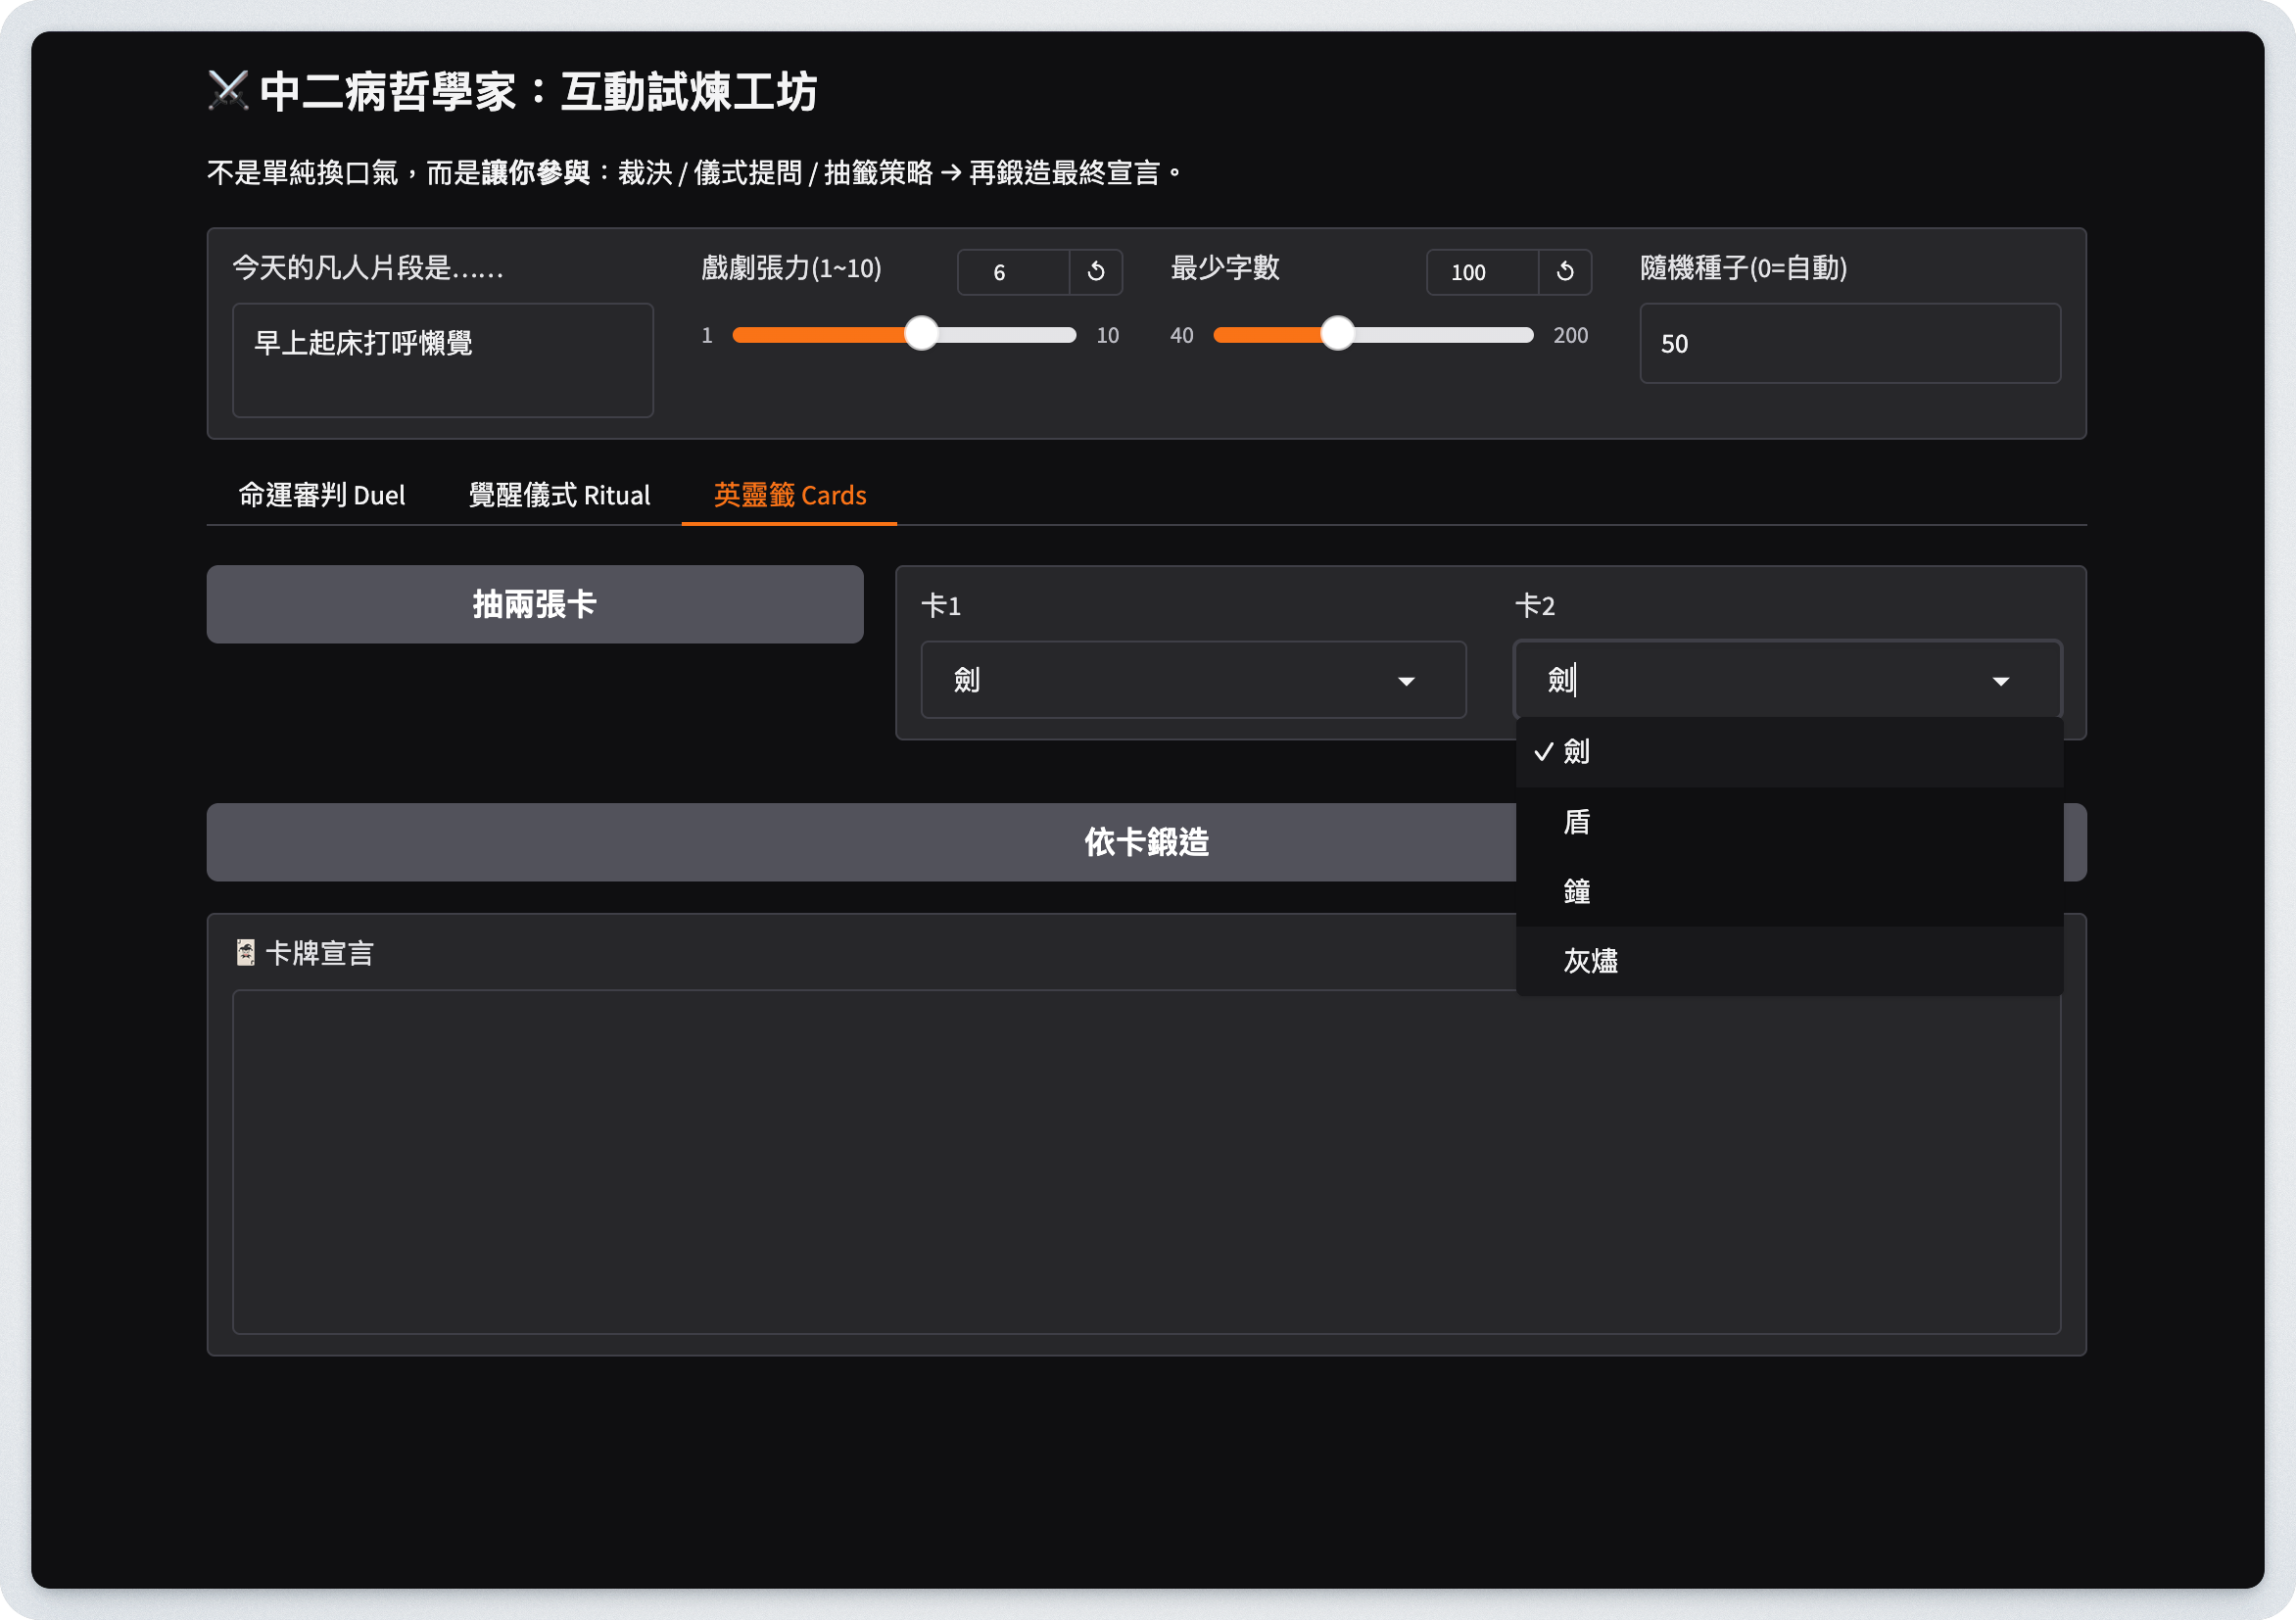 ⚔️ 中二病哲學家：互動試煉工坊
不是單純換口氣，而是讓你參與：裁決 / 儀式提問 / 抽籤策略 → 再鍛造最終宣言。
今天的凡人片段是……
早上起床打呼懶覺
戲劇張力(1~10)
6
1
10
最少字數
100
40
200
隨機種子(0=自動)
50
命運審判 Duel
覺醒儀式 Ritual
英靈籤 Cards
抽兩張卡
卡1
劍
卡2
劍
✓ 劍
盾
鐘
灰燼
依卡鍛造
🃏 卡牌宣言